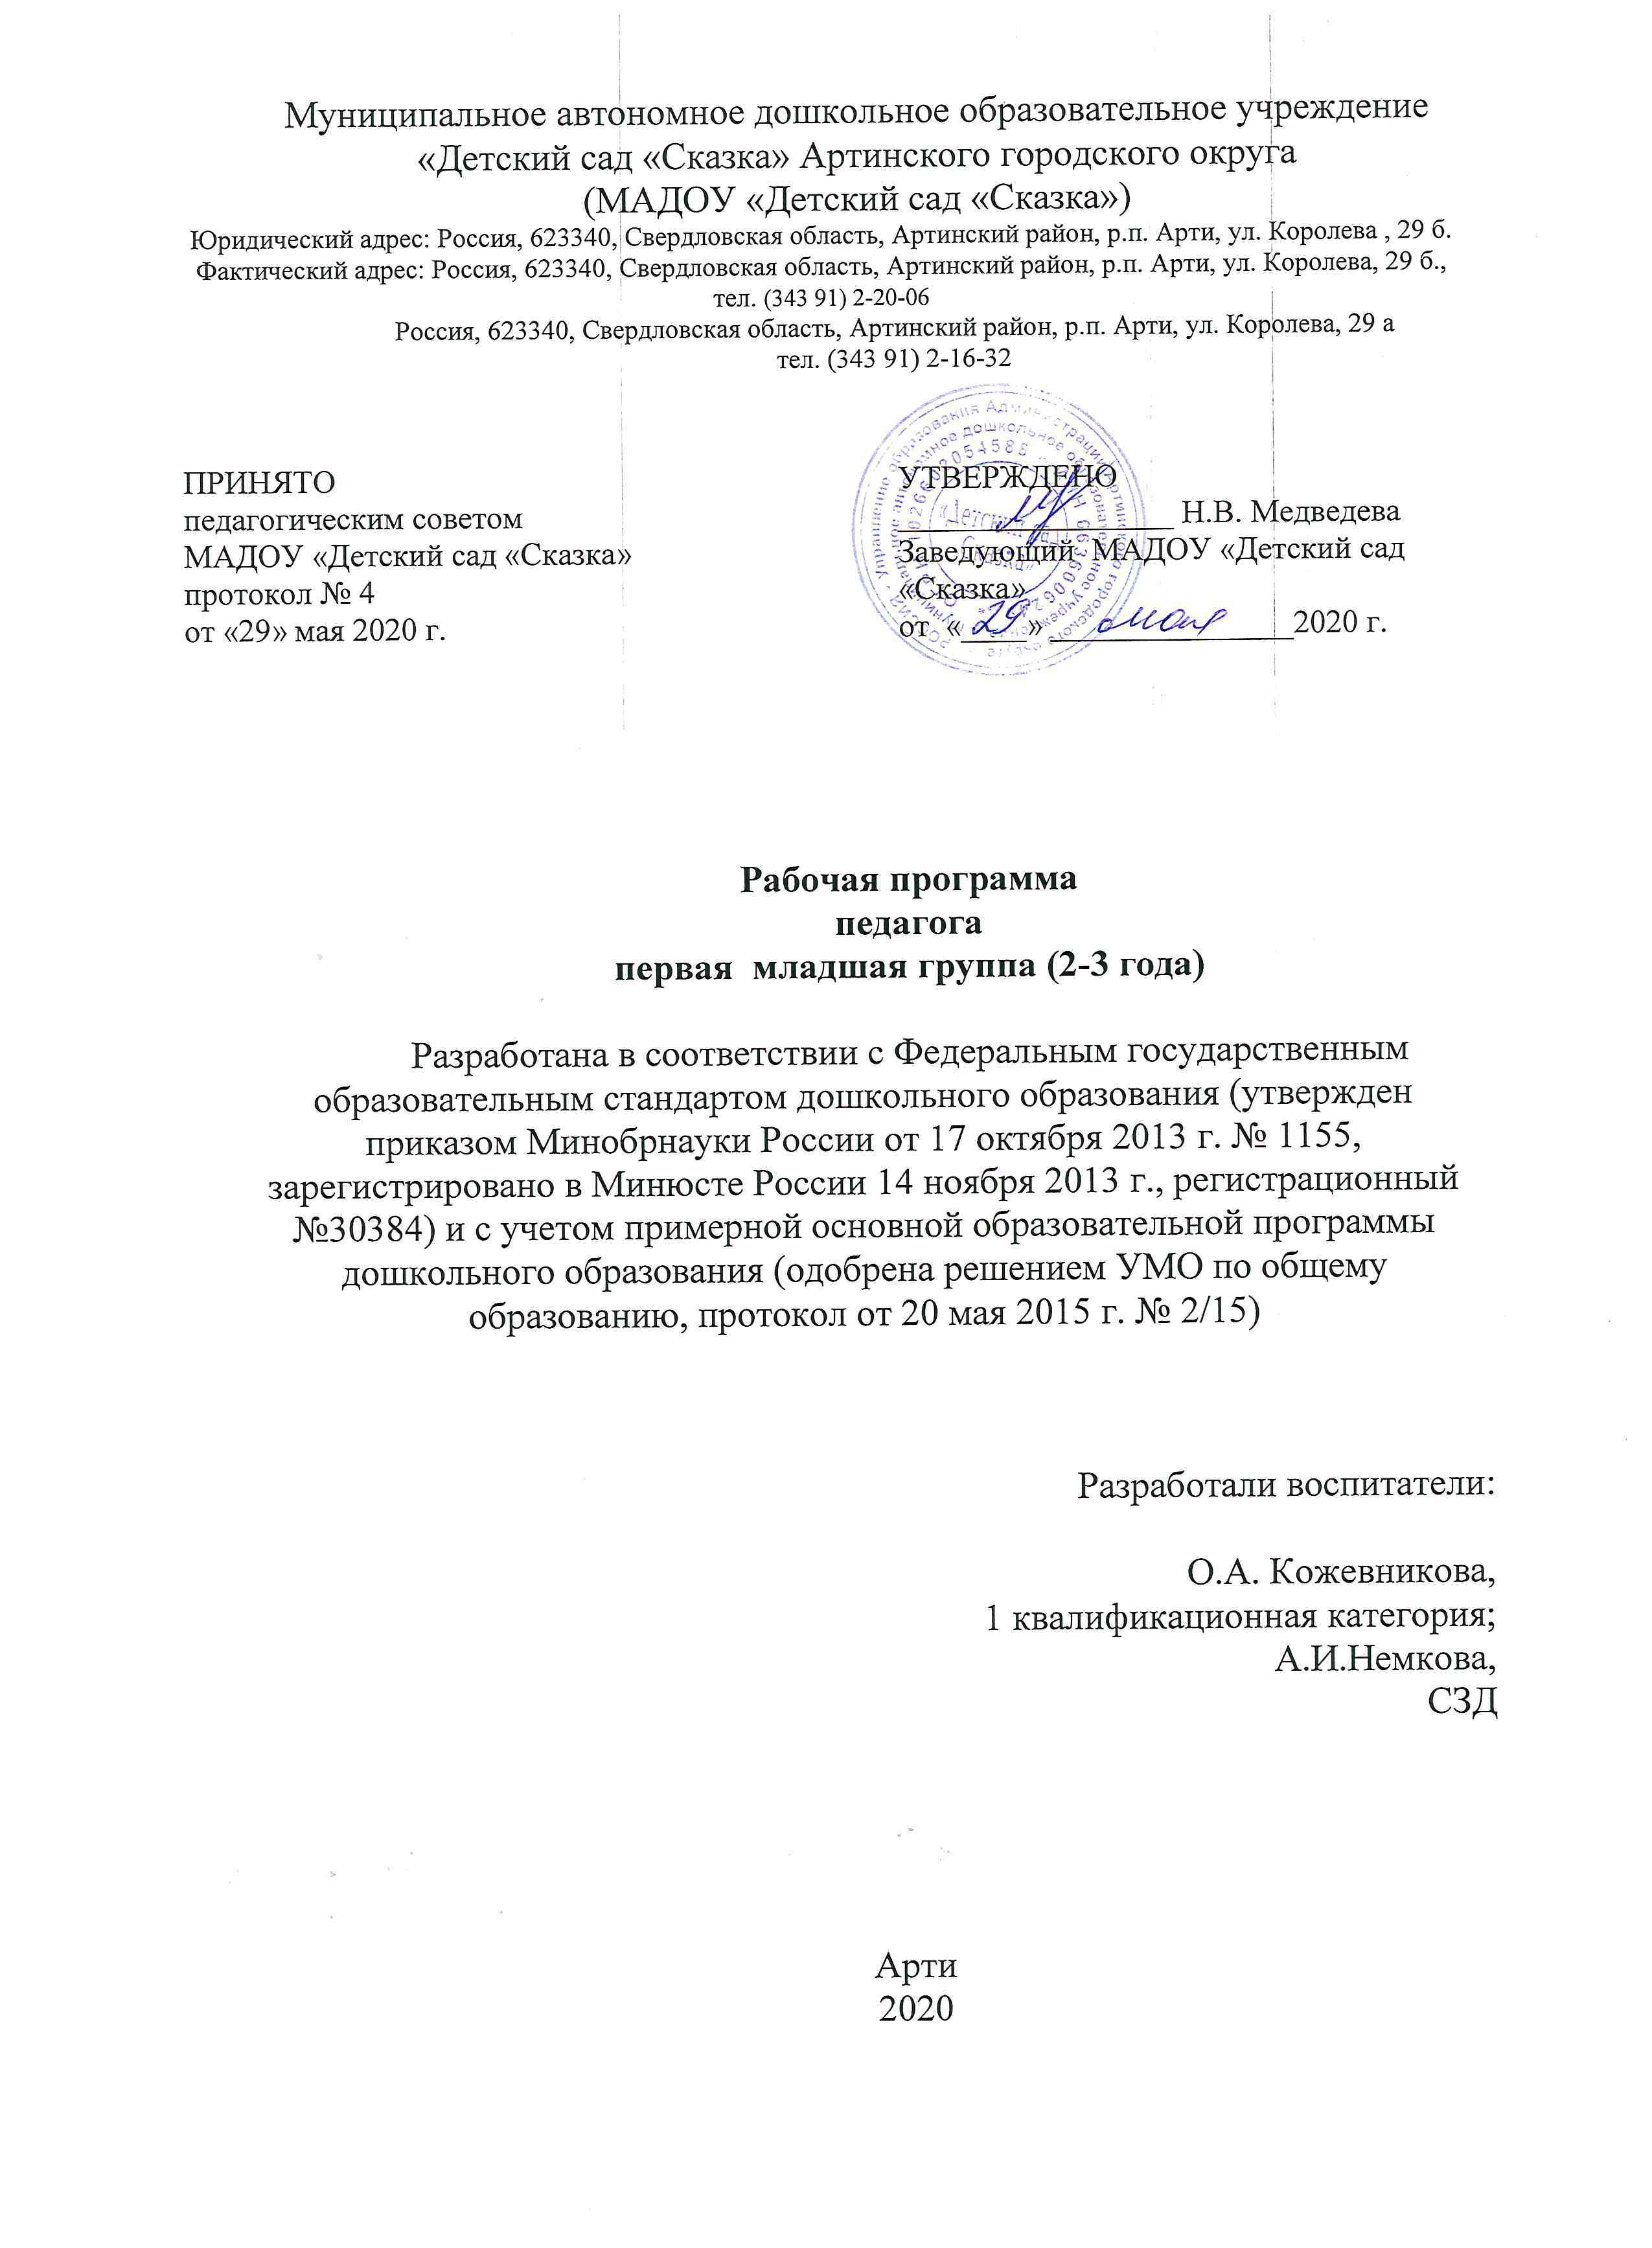 Муниципальное автономное дошкольное образовательное учреждение
«Детский сад «Сказка» Артинского городского округа
(МАДОУ «Детский сад «Сказка»)
Юридический адрес: Россия, 623340, Свердловская область, Артинский район, р.п. Арти, ул. Королева , 29 б.
Фактический адрес: Россия, 623340, Свердловская область, Артинский район, р.п. Арти, ул. Королева, 29 б.,
тел. (343 91) 2-20-06
Россия, 623340, Свердловская область, Артинский район, р.п. Арти, ул. Королева, 29 а
тел. (343 91) 2-16-32
ПРИНЯТО
педагогическим советом
МАДОУ «Детский сад «Сказка»
протокол № 4
от «29» мая 2020 г.
УТВЕРЖДЕНО
Н.В. Медведева
Заведующий МАДОУ «Детский сад
«Сказка»
от «29» мая 2020 г.
Рабочая программа
педагога
первая младшая группа (2-3 года)
Разработана в соответствии с Федеральным государственным
образовательным стандартом дошкольного образования (утвержден
приказом Минобрнауки России от 17 октября 2013 г. № 1155,
зарегистрировано в Минюсте России 14 ноября 2013 г., регистрационный
№30384) и с учетом примерной основной образовательной программы
дошкольного образования (одобрена решением УМО по общему
образованию, протокол от 20 мая 2015 г. № 2/15)
Разработали воспитатели:
О.А. Кожевникова,
1 квалификационная категория;
А.И.Немкова,
СЗД
Арти
2020